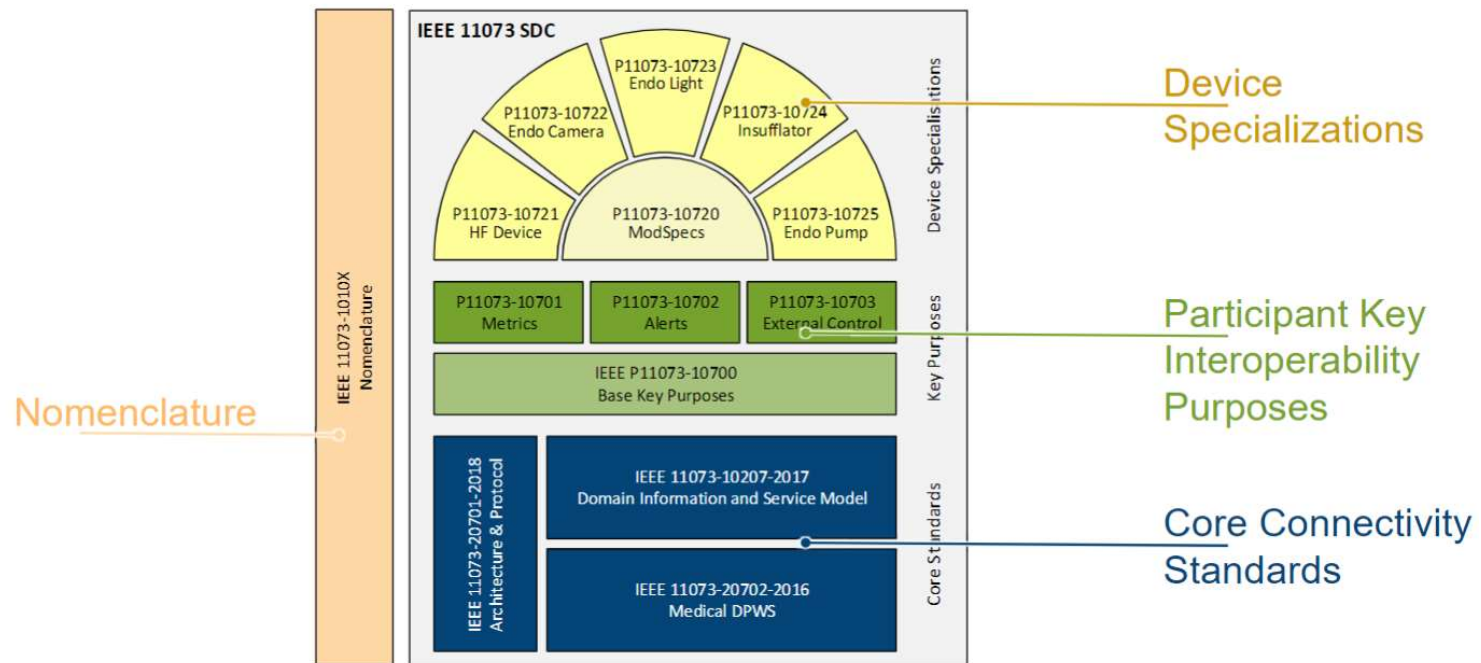 IEEE 11073 SDC
P11073-10723
Endo Light
P11073-10722
Endo Camera
P11073-10724
Insufflator
P11073-10721
HF Device
P11073-10720
ModSpecs
P11073-10725
Endo Pump
Device Specialisations
Device
Specializations
P11073-10701
Metrics
P11073-10702
Alerts
P11073-10703
External Control
IEEE P11073-10700
Base Key Purposes
Key Purposes
Participant Key
Interoperability
Purposes
IEEE 11073-1010X
Nomenclature
Nomenclature
IEEE 11073-20701-2018
Architecture & Protocol
IEEE 11073-10207-2017
Domain Information and Service Model
IEEE 11073-20702-2016
Medical DPWS
Core Standards
Core Connectivity
Standards